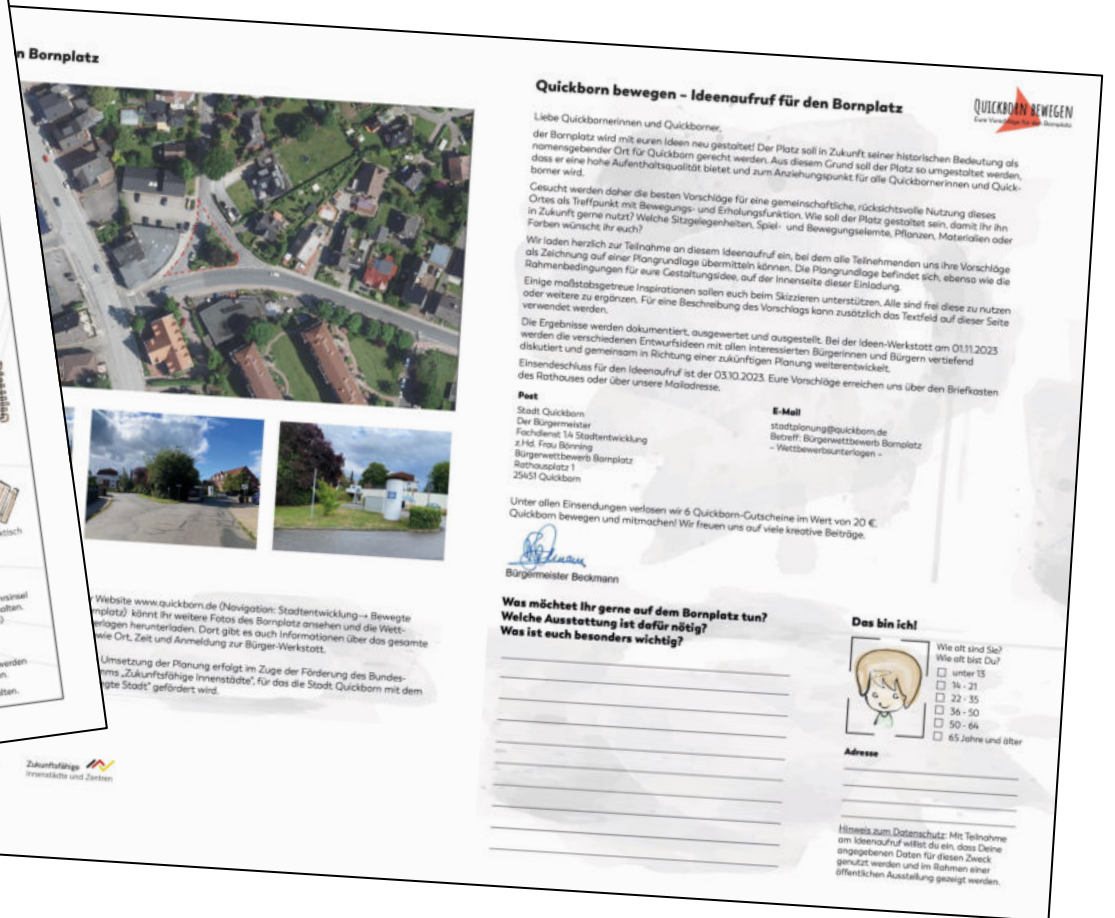 n Bornplatz
Quickborn bewegen – Ideenaufruf für den Bornplatz
QUICKBORN BEWEGEN
Eure Vorschläge für den Bornplatz
Liebe Quickbornerinnen und Quickborner,
der Bornplatz wird mit euren Ideen neu gestaltet! Der Platz soll in Zukunft seiner historischen Bedeutung als
namensgebender Ort für Quickborn gerecht werden. Aus diesem Grund soll der Platz so umgestaltet werden,
dass er eine hohe Aufenthaltsqualität bietet und zum Anziehungspunkt für alle Quickbornerinnen und Quick-
borner wird.
Gesucht werden daher die besten Vorschläge für eine gemeinschaftliche, rücksichtsvolle Nutzung dieses
Ortes als Treffpunkt mit Bewegungs- und Erholungsfunktion. Wie soll der Platz gestaltet sein, damit Ihr ihn
in Zukunft gerne nutzt? Welche Sitzgelegenheiten, Spiel- und Bewegungselemte, Pflanzen, Materialien oder
Farben wünscht ihr euch?
Wir laden herzlich zur Teilnahme an diesem Ideenaufruf ein, bei dem alle Teilnehmenden uns ihre Vorschläge
als Zeichnung auf einer Plangrundlage übermitteln können. Die Plangrundlage befindet sich, ebenso wie die
Rahmenbedingungen für eure Gestaltungsidee, auf der Innenseite dieser Einladung.
Einige maßstabsgetreue Inspirationen sollen euch beim Skizzieren unterstützen. Alle sind frei diese zu nutzen
oder weitere zu ergänzen. Für eine Beschreibung des Vorschlags kann zusätzlich das Textfeld auf dieser Seite
verwendet werden.
Die Ergebnisse werden dokumentiert, ausgewertet und ausgestellt. Bei der Ideen-Werkstatt am 01.11.2023
werden die verschiedenen Entwurfsideen mit allen interessierten Bürgerinnen und Bürgern vertiefend
diskutiert und gemeinsam in Richtung einer zukünftigen Planung weiterentwickelt.
Einsendeschluss für den Ideenaufruf ist der 03.10.2023. Eure Vorschläge erreichen uns über den Briefkasten
des Rathauses oder über unsere Mailadresse.
Post
Stadt Quickborn
Der Bürgermeister
Fachdienst 1.4 Stadtentwicklung
z.Hd. Frau Bönning
Bürgerwettbewerb Bornplatz
Rathausplatz 1
25451 Quickborn
E-Mail
stadtplanung@quickborn.de
Betreff: Bürgerwettbewerb Bornplatz
- Wettbewerbsunterlagen -
Unter allen Einsendungen verlosen wir 6 Quickborn-Gutscheine im Wert von 20 €.
Quickborn bewegen und mitmachen! Wir freuen uns auf viele kreative Beiträge.
Bürgermeister Beckmann
Website www.quickborn.de (Navigation: Stadtentwicklung→ Bewegte
nplatz) könnt ihr weitere Fotos des Bornplatz ansehen und die Wett-
erlagen herunterladen. Dort gibt es auch Informationen über das gesamte
wie Ort, Zeit und Anmeldung zur Bürger-Werkstatt.
Umsetzung der Planung erfolgt im Zuge der Förderung des Bundes-
mms „Zukunftsfähige Innenstädte", für das die Stadt Quickborn mit dem
gte Stadt" gefördert wird.
Zukunftsfähige
Innenstädte und Zentren
Was möchtet Ihr gerne auf dem Bornplatz tun?
Welche Ausstattung ist dafür nötig?
Was ist euch besonders wichtig?
Das bin ich!
Wie alt sind Sie?
Wie alt bist Du?
unter 13
14 - 21
22 - 35
36 - 50
50 - 64
65 Jahre und älter
Adresse
Hinweis zum Datenschutz: Mit Teilnahme
am Ideenaufruf willist du ein, dass Deine
angegebenen Daten für diesen Zweck
genutzt werden und im Rahmen einer
öffentlichen Ausstellung gezeigt werden.